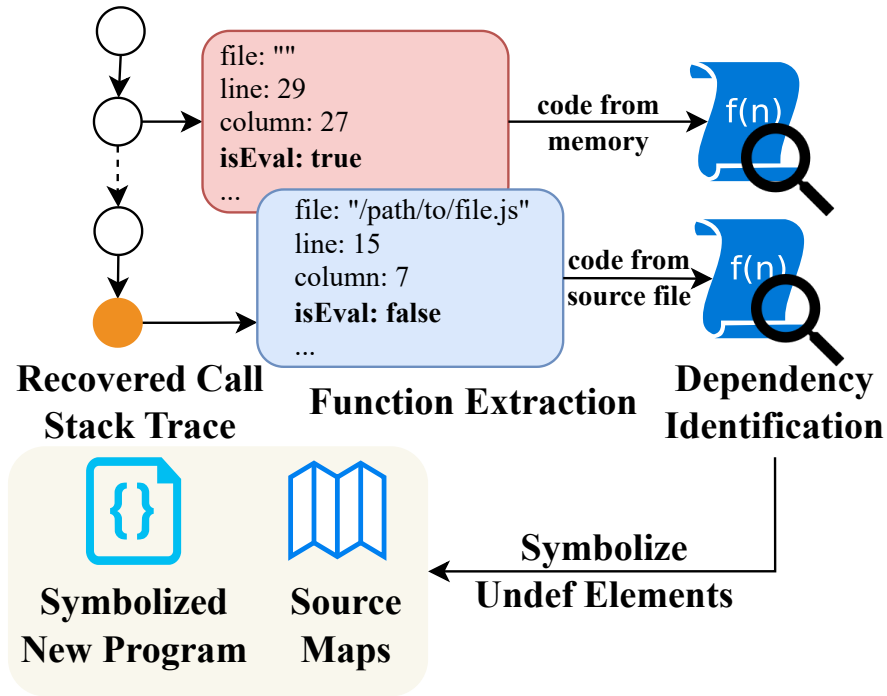 file: ""
line: 29
column: 27
isEval: true
...
code from
memory
f(n)
file: "/path/to/file.js"
line: 15
column: 7
isEval: false
...
code from
source file
f(n)
Recovered Call
Stack Trace
Function Extraction
Dependency
Identification
{}
Symbolized
New Program
Source
Maps
Symbolize
Undef Elements